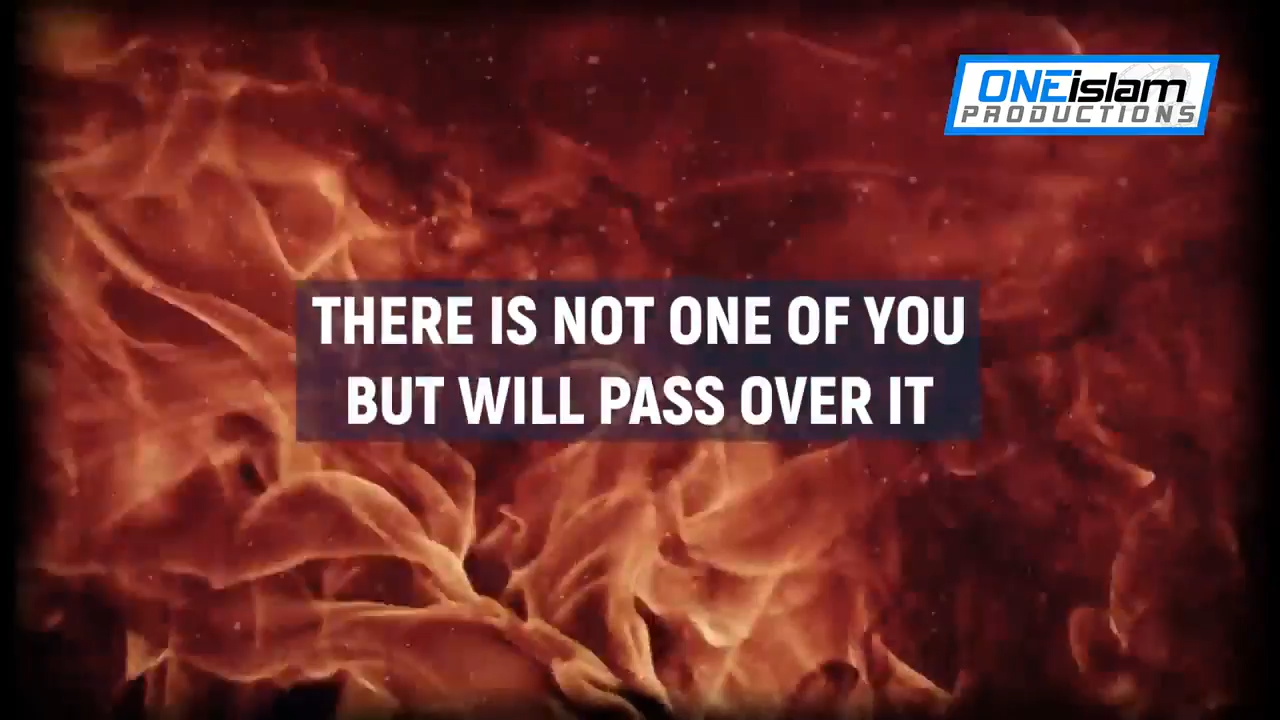 ONEislam
PRODUCTIONS
THERE IS NOT ONE OF YOU
BUT WILL PASS OVER IT